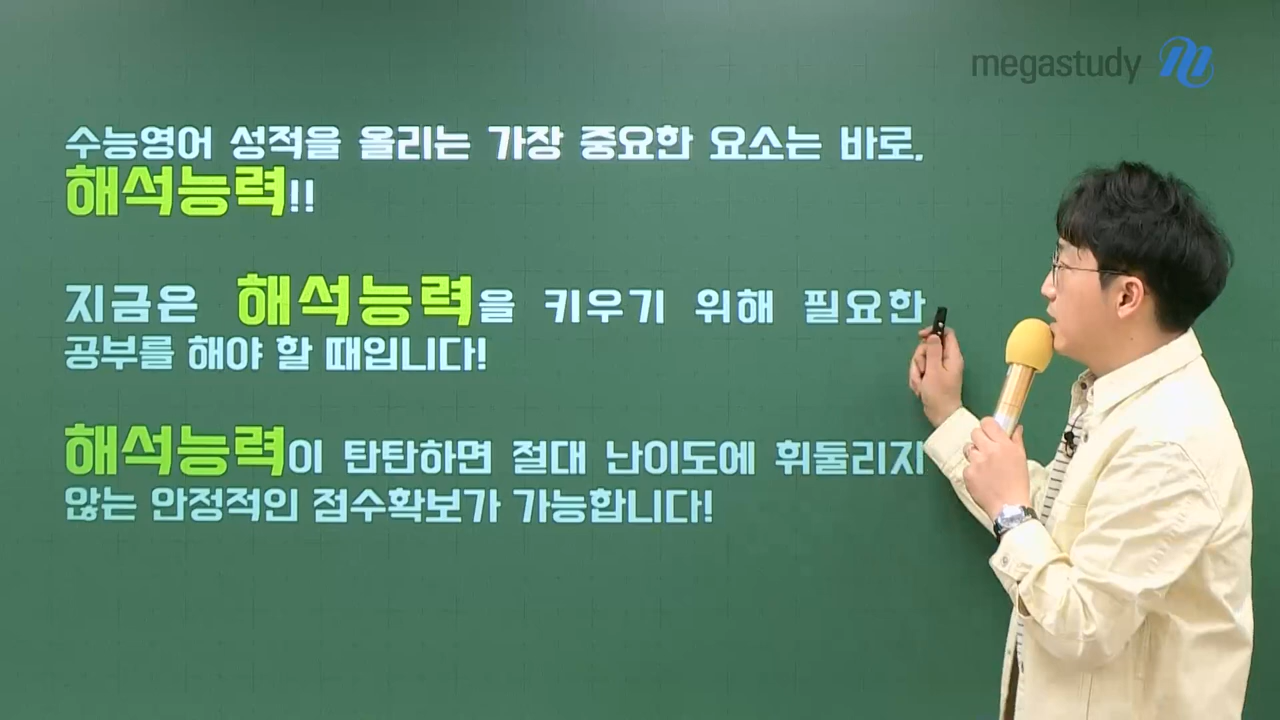 megastudy
수능영어 성적을 올리는 가장 중요한 요소는 바로,
해석능력!!
지금은 해석능력을 키우기 위해 필요한
공부를 해야 할 때입니다!
해석능력이 탄탄하면 절대 난이도에 휘둘리지
않는 안정적인 점수확보가 가능합니다!